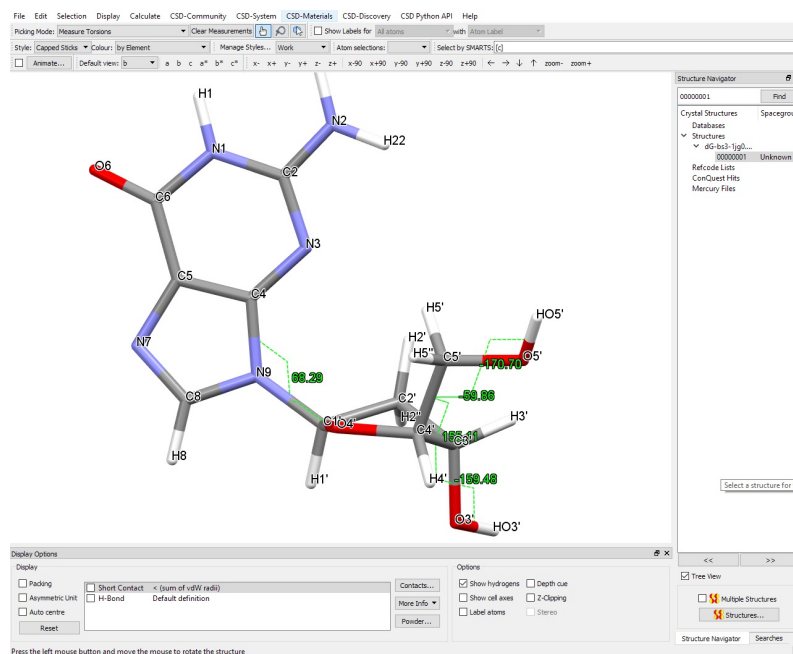 File Edit Selection Display Calculate CSD-Community CSD-System CSD-Materials CSD-Discovery CSD Python API Help
Picking Mode: Measure Torsions Clear Measurements Show Labels for All atoms with Atom Label
Style: Capped Sticks Colour: by Element Manage Styles... Work Atom selections: Select by SMARTS: [c]
Animate... Default view: b a b c a* b* c* x- x+ y- y+ z- z+ x-90 x+90 y-90 y+90 z-90 z+90 ← → ↓ ↑ zoom- zoom+
Structure Navigator
00000001 Find
Crystal Structures Spacegrou
Databases
Structures
dG-bs3-1jg0....
00000001 Unknown
Refcode Lists
ConQuest Hits
Mercury Files
H1
N2
H22
N1
O6
C2
C6
N3
C5
C4
H5'
HO5'
N7
H2'
H5''
C5'
O5'
-170.70
N9
68.29
C8
C2'
-59.86
H2''
H3'
C1'
O4'
C4'
C3'
H8
H1'
H4'
-159.48
O3'
HO3'
Select a structure for
Display Options
Display
Options
Packing
Asymmetric Unit
Auto centre
Reset
Short Contact < (sum of vdW radii)
H-Bond Default definition
Contacts...
More Info
Powder...
Show hydrogens Depth cue
Show cell axes Z-Clipping
Label atoms Stereo
<< >>
Tree View
Multiple Structures
Structures...
Structure Navigator Searches
Press the left mouse button and move the mouse to rotate the structure